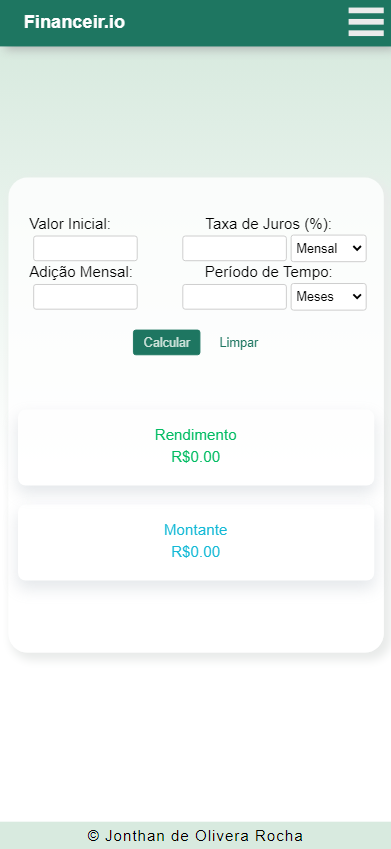 Financeir.io
Valor Inicial: Taxa de Juros (%):
Mensal
Adição Mensal: Período de Tempo:
Meses
Calcular Limpar
Rendimento
R$0.00
Montante
R$0.00
© Jonthan de Olivera Rocha